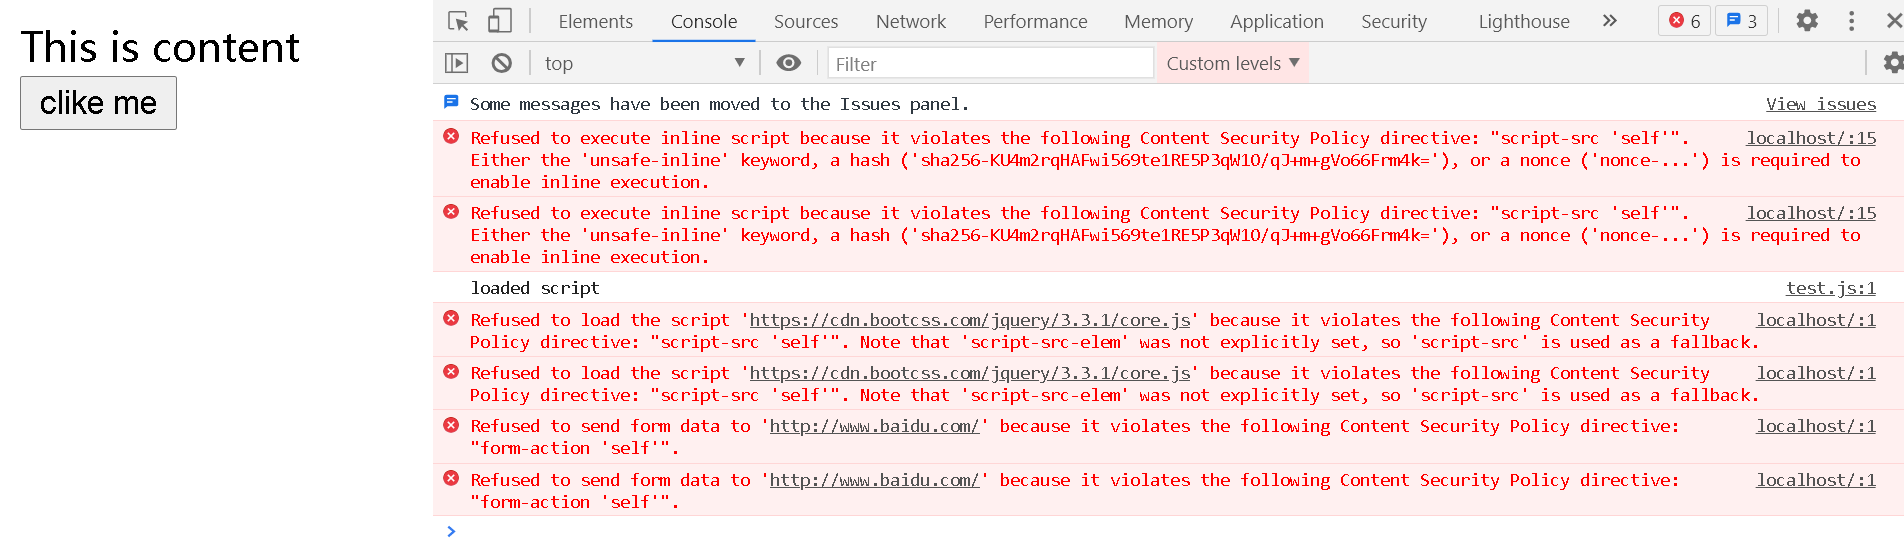 This is content
clike me
Elements Console Sources Network Performance Memory Application Security Lighthouse » 6 3
top Filter Custom levels
Some messages have been moved to the Issues panel. View issues
Refused to execute inline script because it violates the following Content Security Policy directive: "script-src 'self'". localhost/:15
Either the 'unsafe-inline' keyword, a hash ('sha256-KU4m2rqHAFwi569te1RE5P3qW1O/qJ+m+gVo66Frm4k='), or a nonce ('nonce-...') is required to
enable inline execution.
Refused to execute inline script because it violates the following Content Security Policy directive: "script-src 'self'". localhost/:15
Either the 'unsafe-inline' keyword, a hash ('sha256-KU4m2rqHAFwi569te1RE5P3qW1O/qJ+m+gVo66Frm4k='), or a nonce ('nonce-...') is required to
enable inline execution.
loaded script test.js:1
Refused to load the script 'https://cdn.bootcss.com/jquery/3.3.1/core.js' because it violates the following Content Security localhost/:1
Policy directive: "script-src 'self'". Note that 'script-src-elem' was not explicitly set, so 'script-src' is used as a fallback.
Refused to load the script 'https://cdn.bootcss.com/jquery/3.3.1/core.js' because it violates the following Content Security localhost/:1
Policy directive: "script-src 'self'". Note that 'script-src-elem' was not explicitly set, so 'script-src' is used as a fallback.
Refused to send form data to 'http://www.baidu.com/' because it violates the following Content Security Policy directive: localhost/:1
"form-action 'self'".
Refused to send form data to 'http://www.baidu.com/' because it violates the following Content Security Policy directive: localhost/:1
"form-action 'self'".